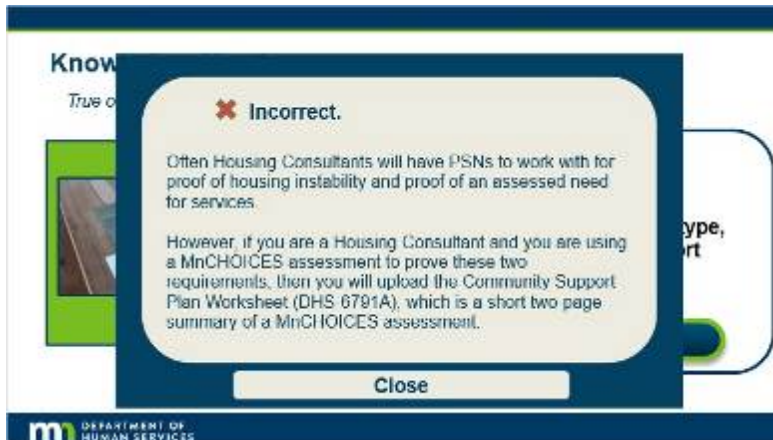 Know
True o
✖ Incorrect.
Often Housing Consultants will have PSNs to work with for
proof of housing instability and proof of an assessed need
for services.
However, if you are a Housing Consultant and you are using
a MnCHOICES assessment to prove these two
requirements, then you will upload the Community Support
Plan Worksheet (DHS 6791A), which is a short two page
summary of a MnCHOICES assessment.
ype,
rt
Close
mn DEPARTMENT OF
HUMAN SERVICES